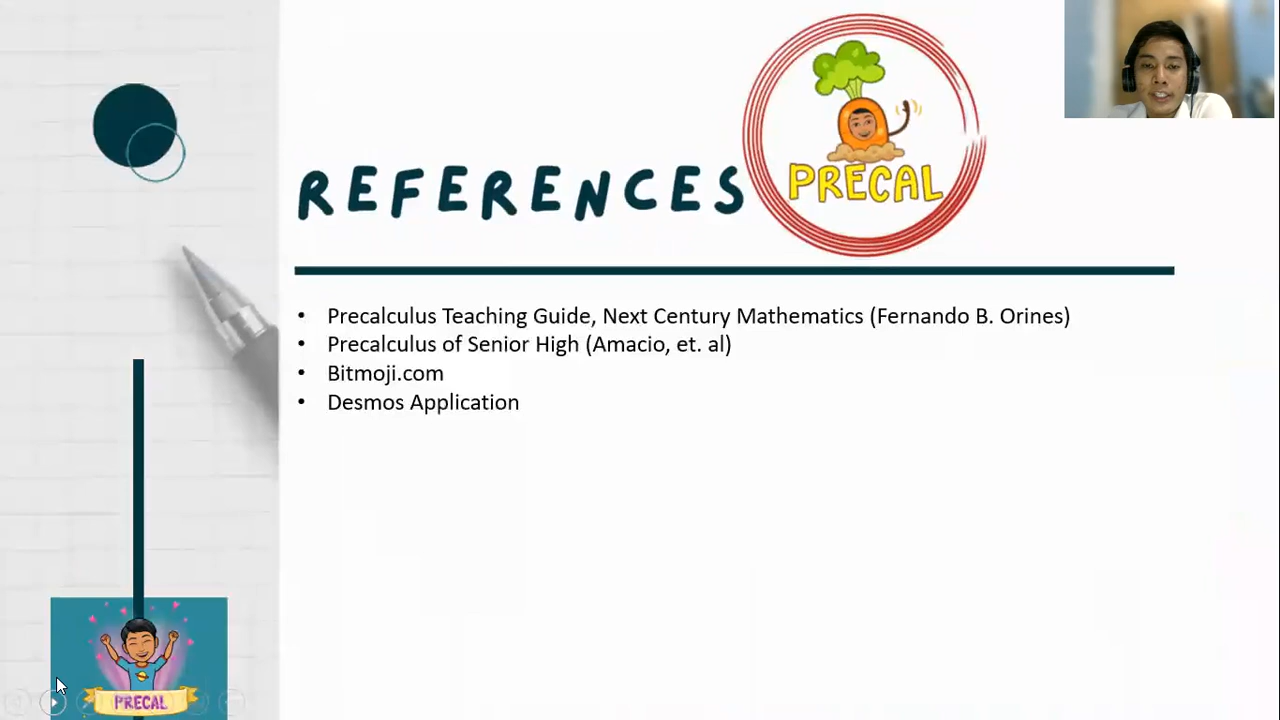 REFERENCES
PRECAL
• Precalculus Teaching Guide, Next Century Mathematics (Fernando B. Orines)
• Precalculus of Senior High (Amacio, et. al)
• Bitmoji.com
• Desmos Application
PRECAL